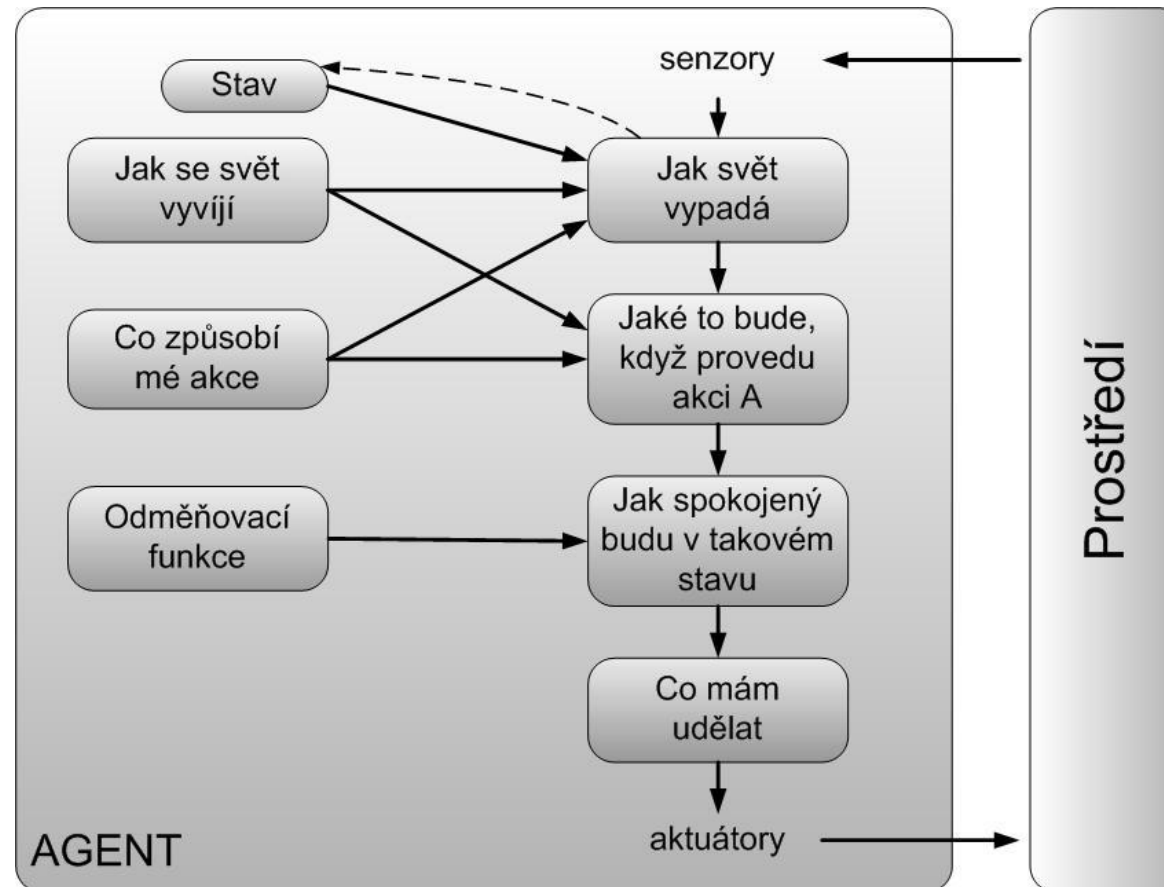 senzory
Stav
Jak se svět
vyvíjí
Jak svět
vypadá
Co způsobí
mé akce
Jaké to bude,
když provedu
akci A
Odměňovací
funkce
Jak spokojený
budu v takovém
stavu
Co mám
udělat
aktuátory
AGENT
Prostředí